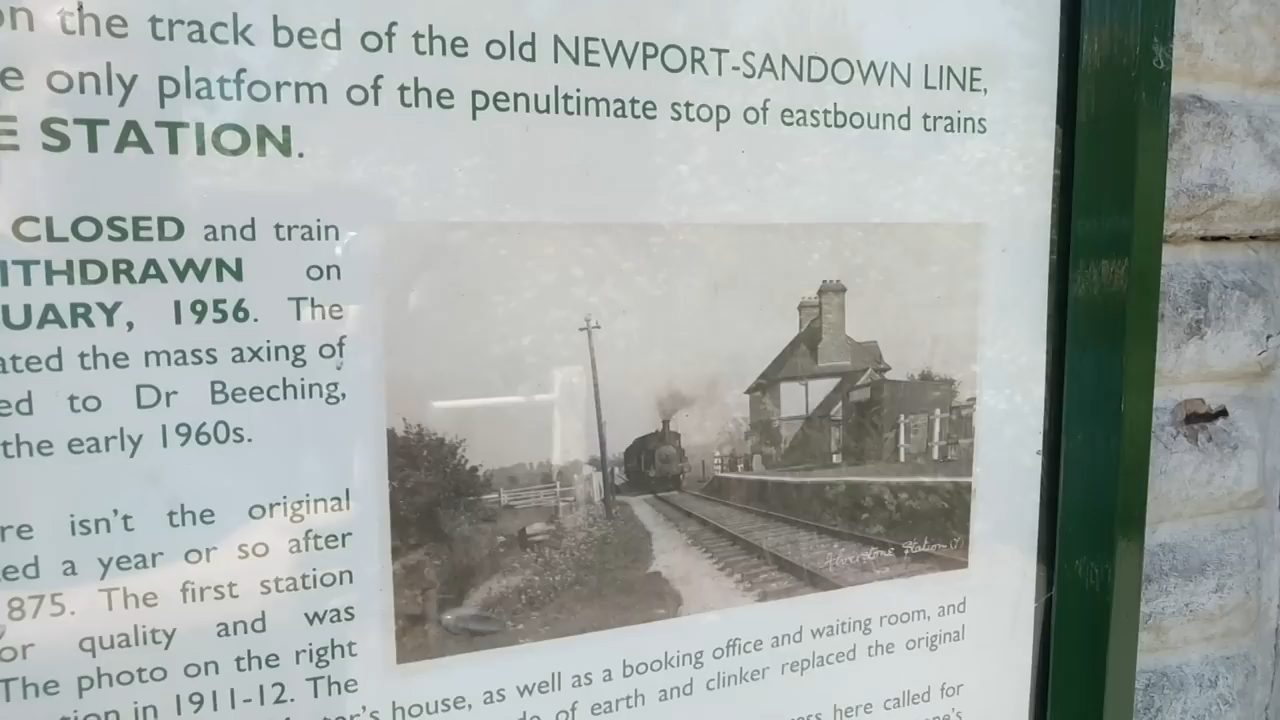 on the track bed of the old NEWPORT-SANDOWN LINE,
e only platform of the penultimate stop of eastbound trains
E STATION.
CLOSED and train
ITHDRAWN on
UARY, 1956. The
ated the mass axing of
ed to Dr Beeching,
the early 1960s.
re isn't the original
ed a year or so after
875. The first station
or quality and was
The photo on the right
tion in 1911-12. The
Alverstone Station
er's house, as well as a booking office and waiting room, and
of earth and clinker replaced the original
here called for